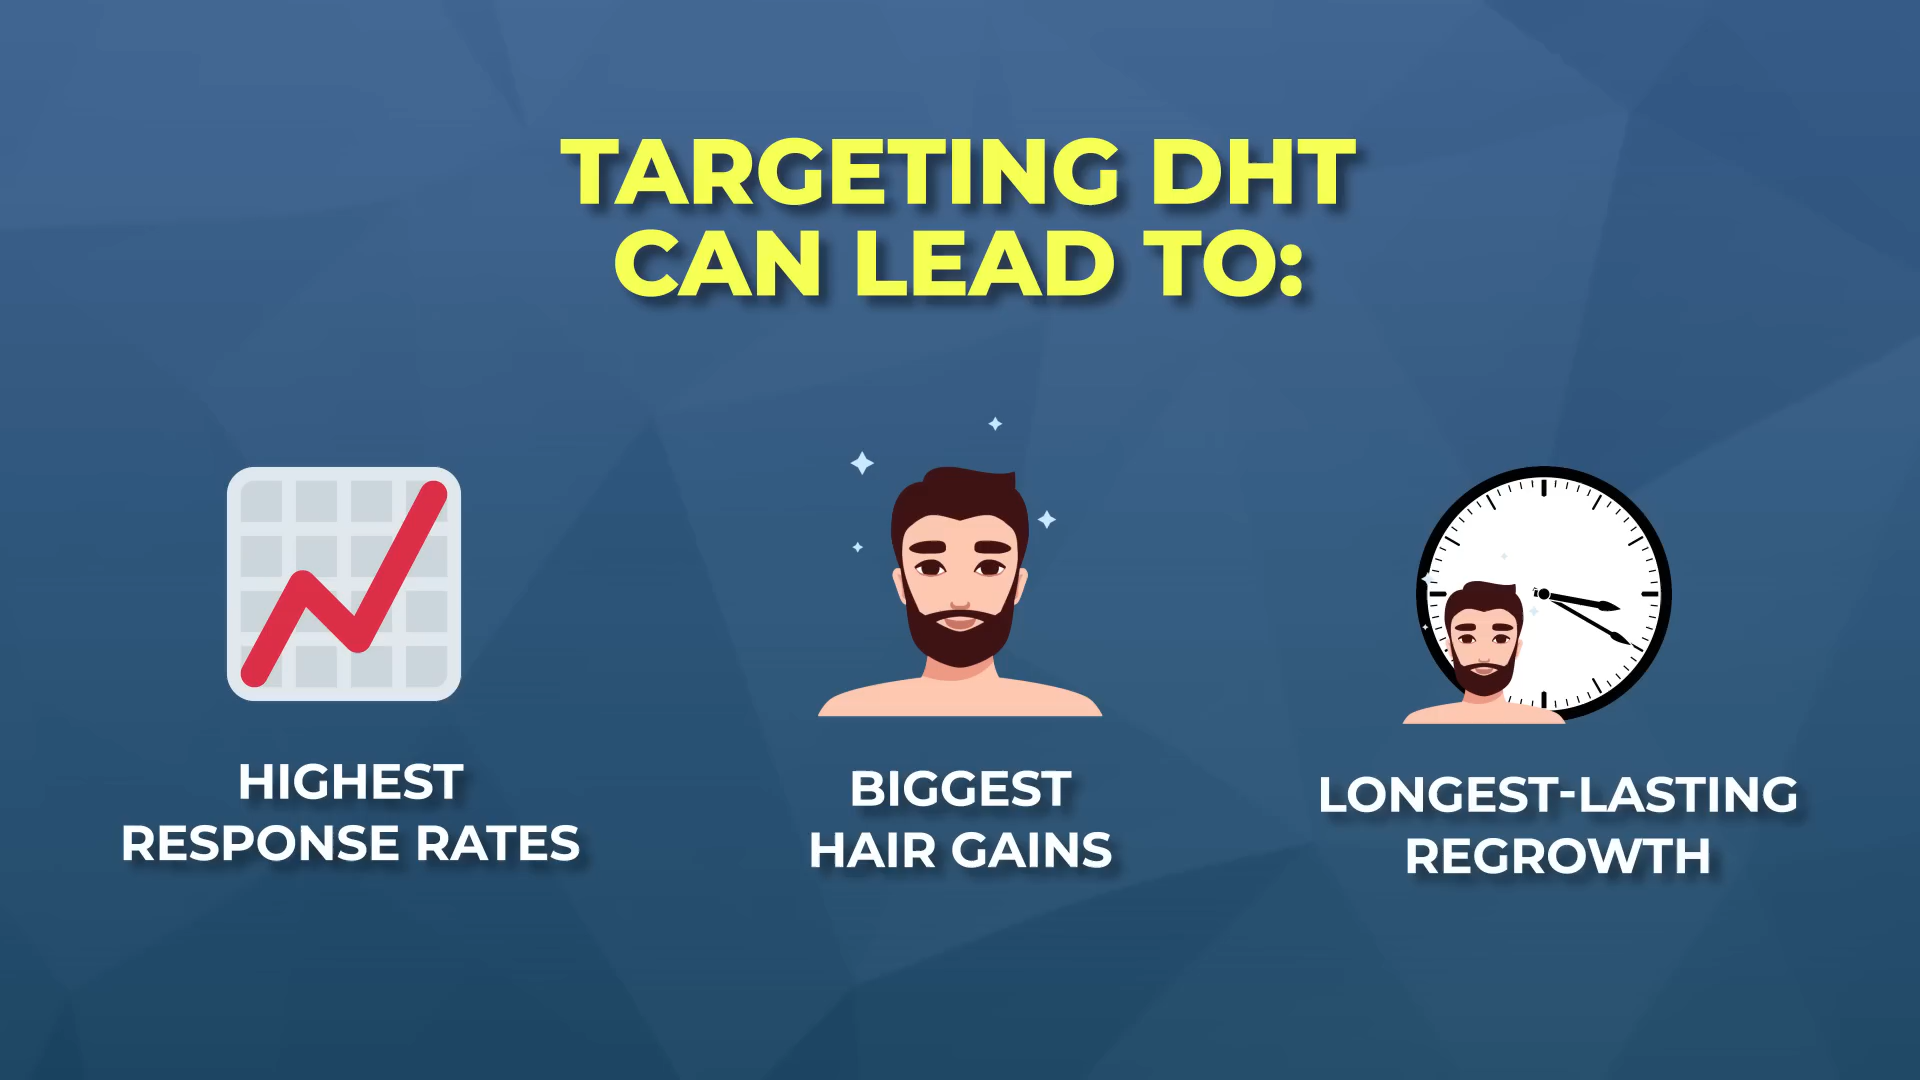 TARGETING DHT
CAN LEAD TO:
HIGHEST
RESPONSE RATES
BIGGEST
HAIR GAINS
LONGEST-LASTING
REGROWTH